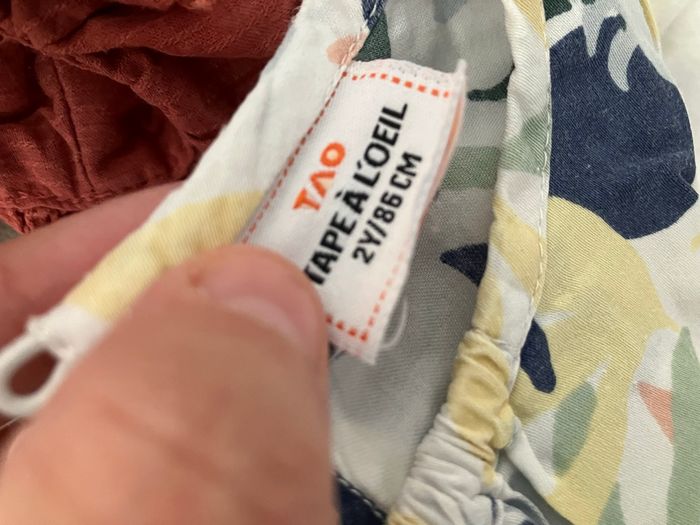 TAO
TAPE À L'OEIL
2Y/86CM